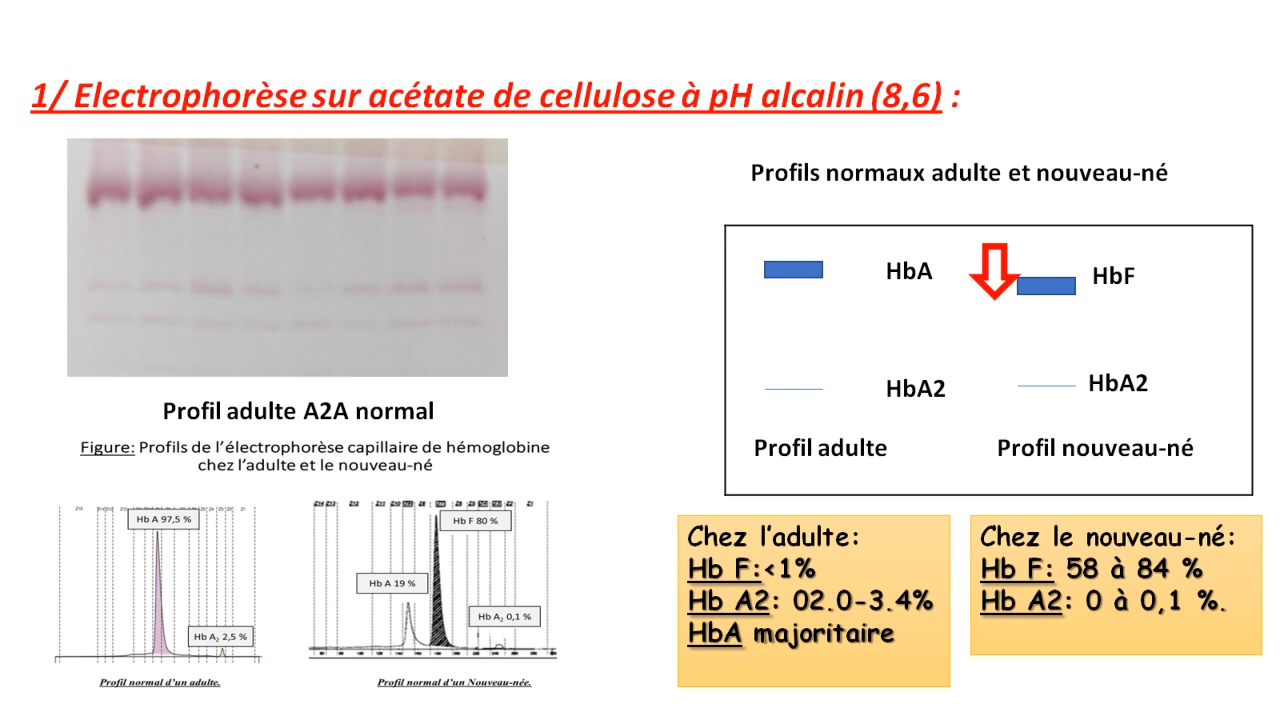 1/ Electrophorèse sur acétate de cellulose à pH alcalin (8,6) :
Profil adulte A2A normal
Figure: Profils de l'électrophorèse capillaire de hémoglobine
chez l'adulte et le nouveau-né
Hb A 97,5 %
Hb A₂ 2,5 %
Profil normal d'un adulte.
Hb F 80 %
Hb A 19 %
Hb A₂ 0,1 %
Profil normal d'un Nouveau-née.
Profils normaux adulte et nouveau-né
HbA
HbF
HbA2
HbA2
Profil adulte
Profil nouveau-né
Chez l'adulte:
Hb F:<1%
Hb A2: 02.0-3.4%
HbA majoritaire
Chez le nouveau-né:
Hb F: 58 à 84 %
Hb A2: 0 à 0,1 %.